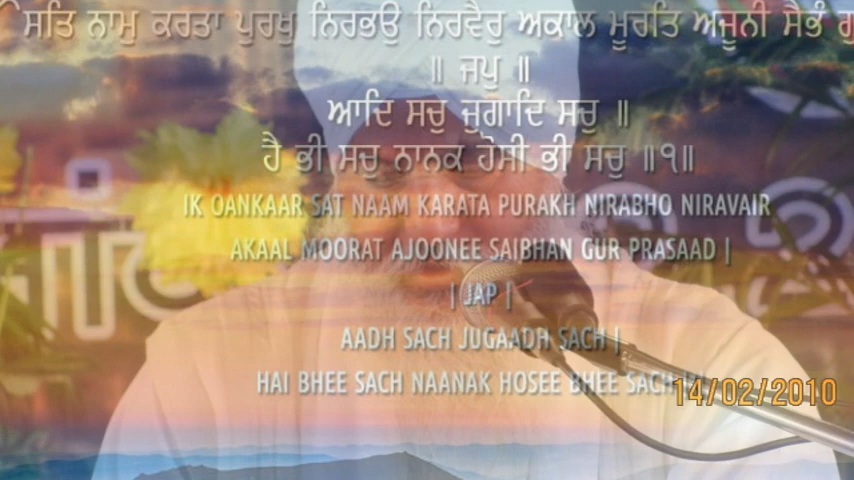 ਸਤਿ ਨਾਮੁ ਕਰਤਾ ਪੁਰਖੁ ਨਿਰਭਉ ਨਿਰਵੈਰੁ ਅਕਾਲ ਮੂਰਤਿ ਅਜੂਨੀ ਸੈਭੰ
॥ ਜਪੁ ॥
ਆਦਿ ਸਚੁ ਜੁਗਾਦਿ ਸਚੁ ॥
ਹੈ ਭੀ ਸਚੁ ਨਾਨਕ ਹੋਸੀ ਭੀ ਸਚੁ ॥੧॥
IK OANKAAR SAT NAAM KARATA PURAKH NIRABHO NIRAVAIR
AKAAL MOORAT AJOONEE SAIBHAN GUR PRASAAD |
| JAP |
AADH SACH JUGAADH SACH |
HAI BHEE SACH NAANAK HOSEE BHEE SACH
14/02/2010